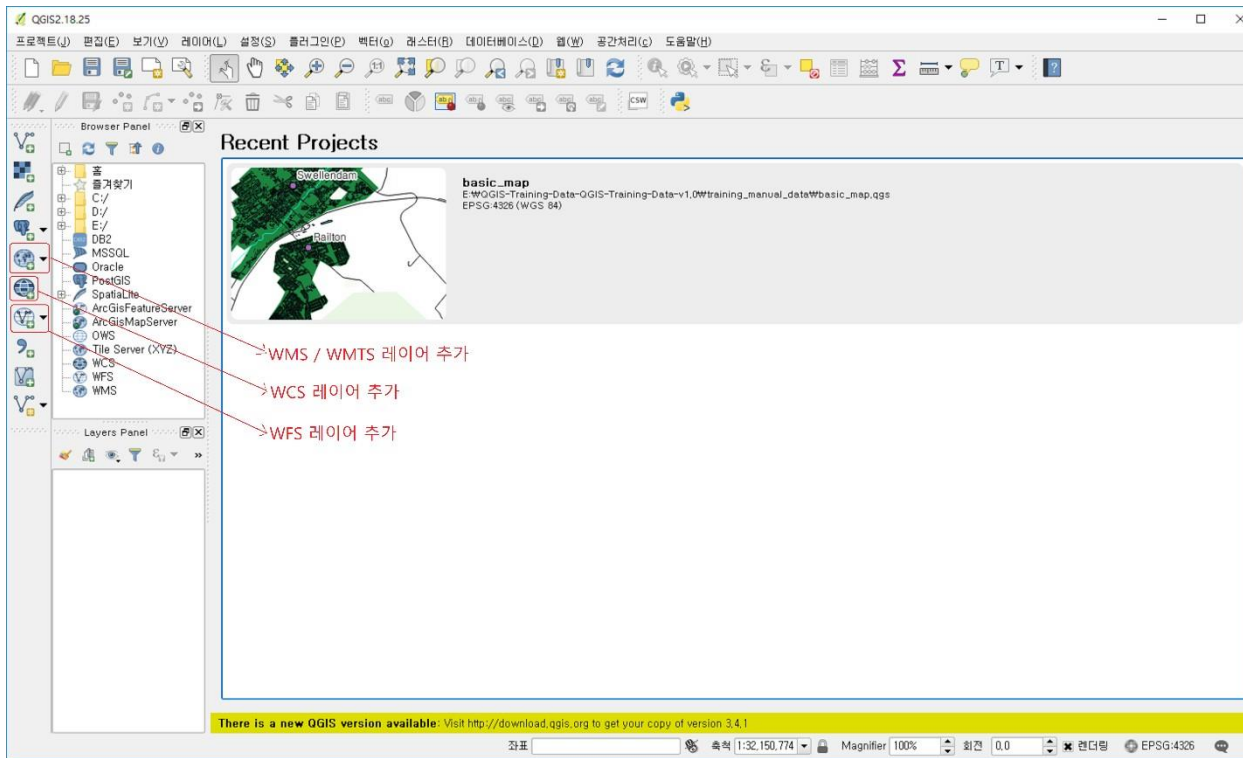 QGIS2.18.25
프로젝트(J) 편집(E) 보기(V) 레이어(L) 설정(S) 플러그인(P) 벡터(o) 래스터(R) 데이터베이스(D) 웹(W) 공간처리(c) 도움말(H)
CSW
Browser Panel
홈
즐겨찾기
C:/
D:/
E:/
DB2
MSSQL
Oracle
PostGIS
SpatiaLite
ArcGisFeatureServer
ArcGisMapServer
OWS
Tile Server (XYZ)
WCS
WFS
WMS
Layers Panel
Recent Projects
Swellendam
Railton
basic_map
E:₩QGIS-Training-Data-QGIS-Training-Data-v1.0₩training_manual_data₩basic_map.qgs
EPSG:4326 (WGS 84)
WMS / WMTS 레이어 추가
WCS 레이어 추가
WFS 레이어 추가
There is a new QGIS version available: Visit http://download.qgis.org to get your copy of version 3.4.1
좌표 축척 1:32,150,774 Magnifier 100% 회전 0.0 렌더링 EPSG:4326